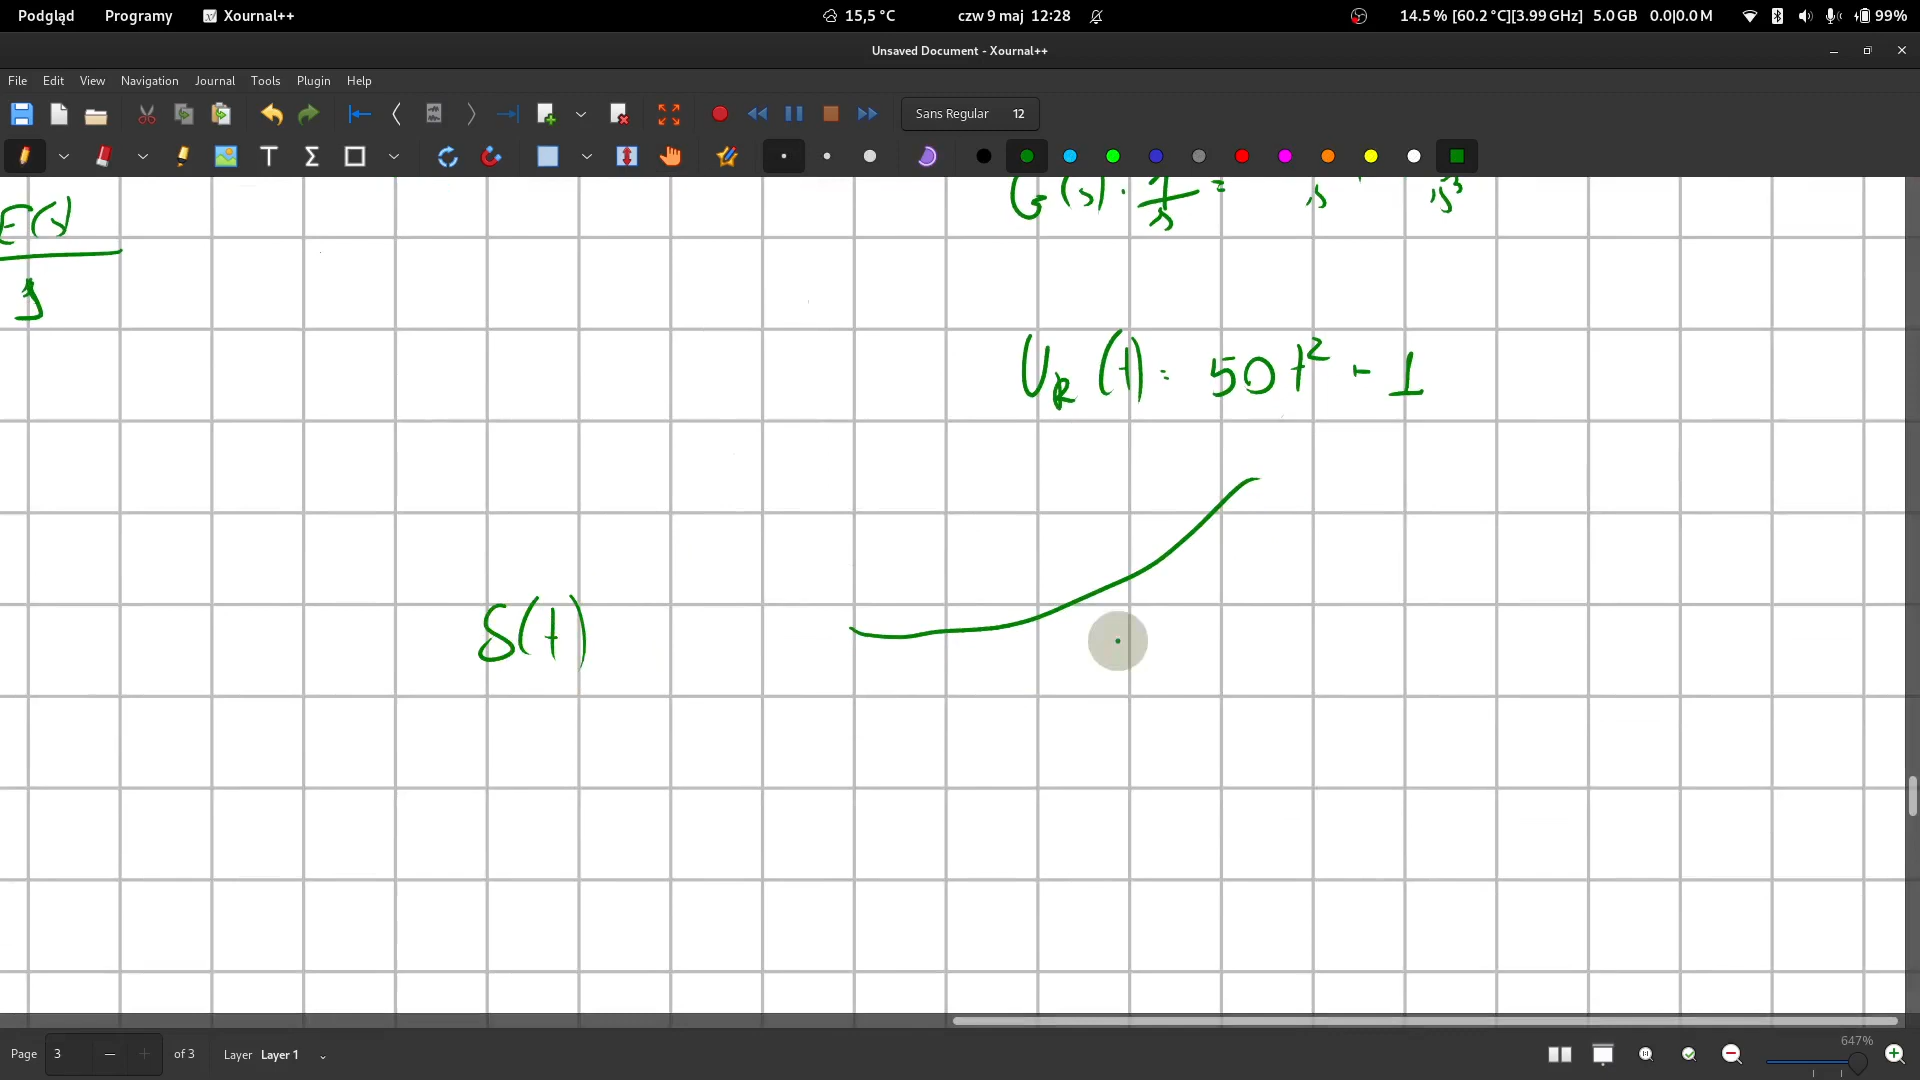 Podgląd Programy Xournal++ 15,5 °C czw 9 maj 12:28 14.5 % [60.2 °C][3.99 GHz] 5.0 GB 0.0|0.0 M 99%
Unsaved Document - Xournal++
File Edit View Navigation Journal Tools Plugin Help
Sans Regular 12
E(s)
G(s) · 1/s =
U_R(t) = 50t² - 1
δ(t)
647%
Page 3 of 3 Layer Layer 1